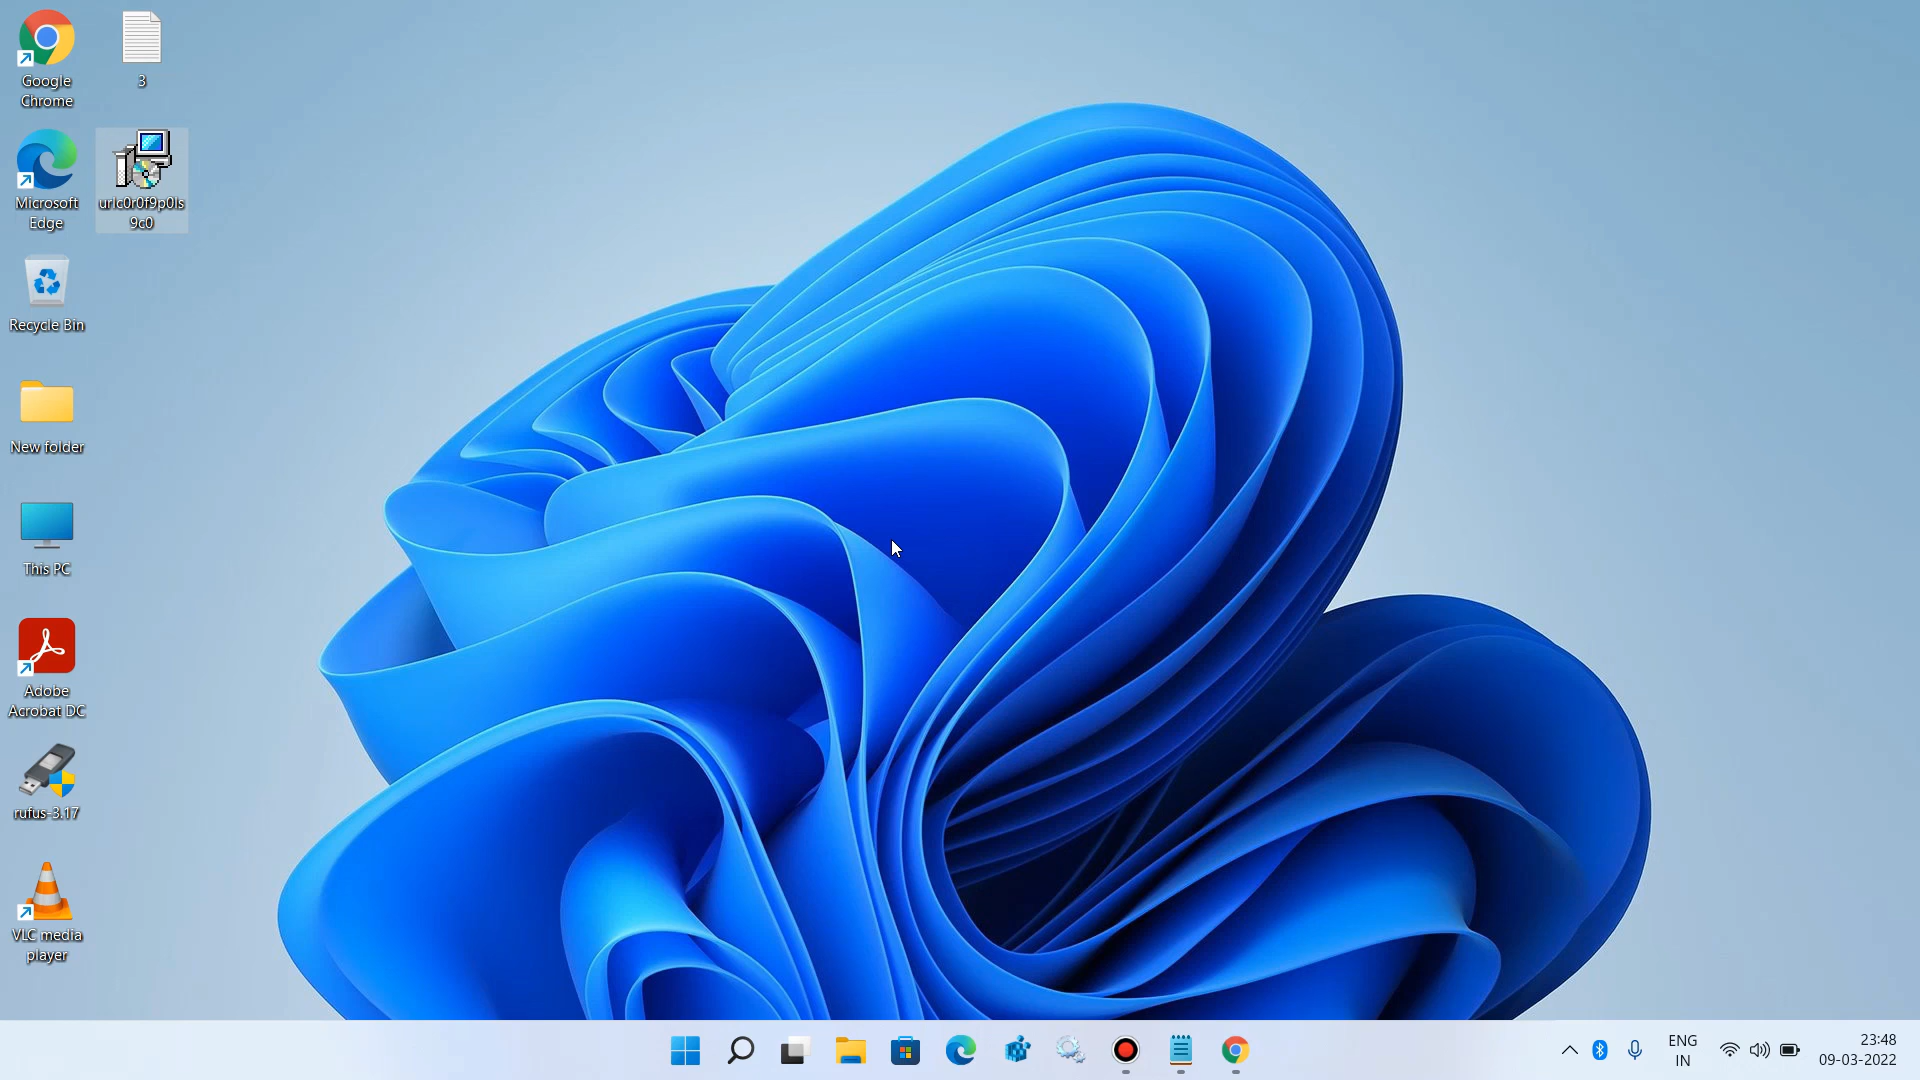 Google
Chrome
3
Microsoft
Edge
urlc0r0f9p0ls
9c0
Recycle Bin
New folder
This PC
Adobe
Acrobat DC
rufus-3.17
VLC media
player
ENG
IN
23:48
09-03-2022